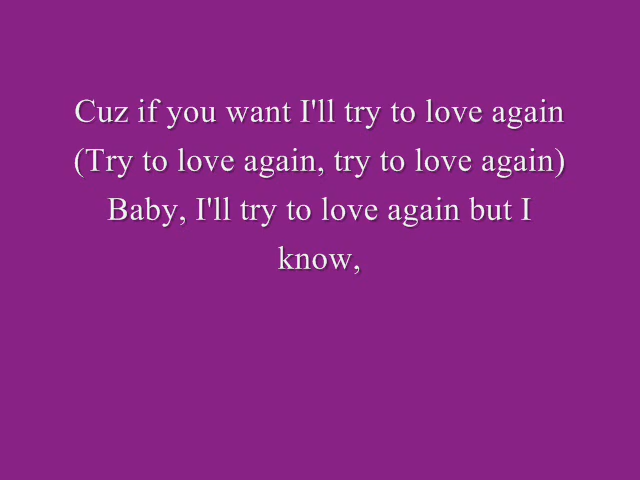 Cuz if you want I'll try to love again
(Try to love again, try to love again)
Baby, I'll try to love again but I
know,